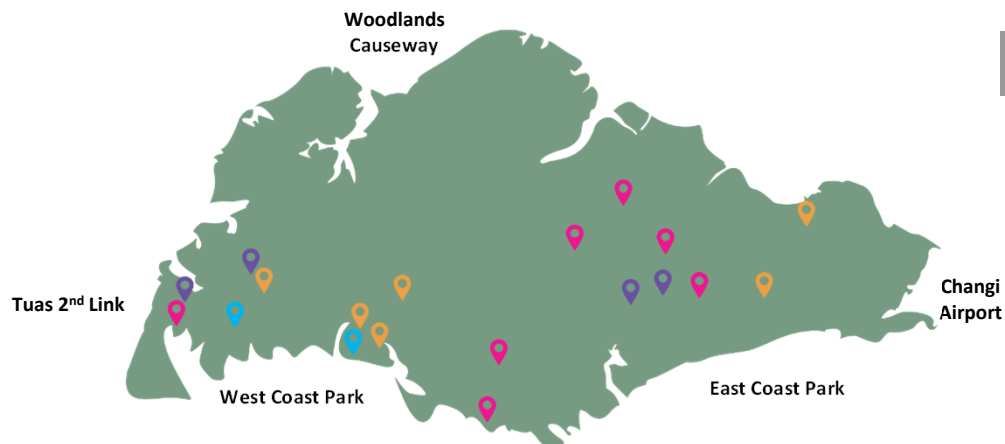 Woodlands
Causeway
Tuas 2nd Link
Changi
Airport
West Coast Park
East Coast Park